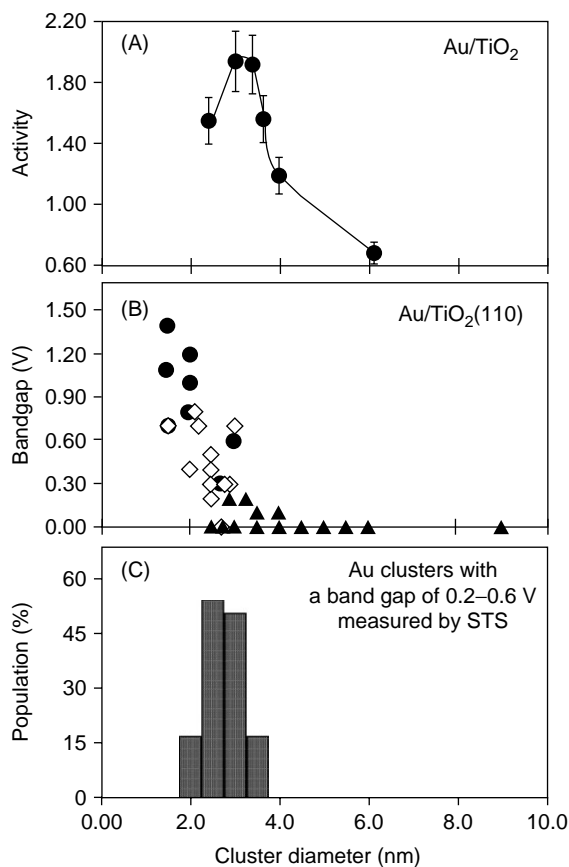 (A)
Au/TiO2
2.20
1.80
1.40
1.00
0.60
Activity
(B)
Au/TiO2(110)
1.50
1.20
0.90
0.60
0.30
0.00
Bandgap (V)
(C)
Au clusters with
a band gap of 0.2–0.6 V
measured by STS
60
45
30
15
0
Population (%)
0.00 2.0 4.0 6.0 8.0 10.0
Cluster diameter (nm)